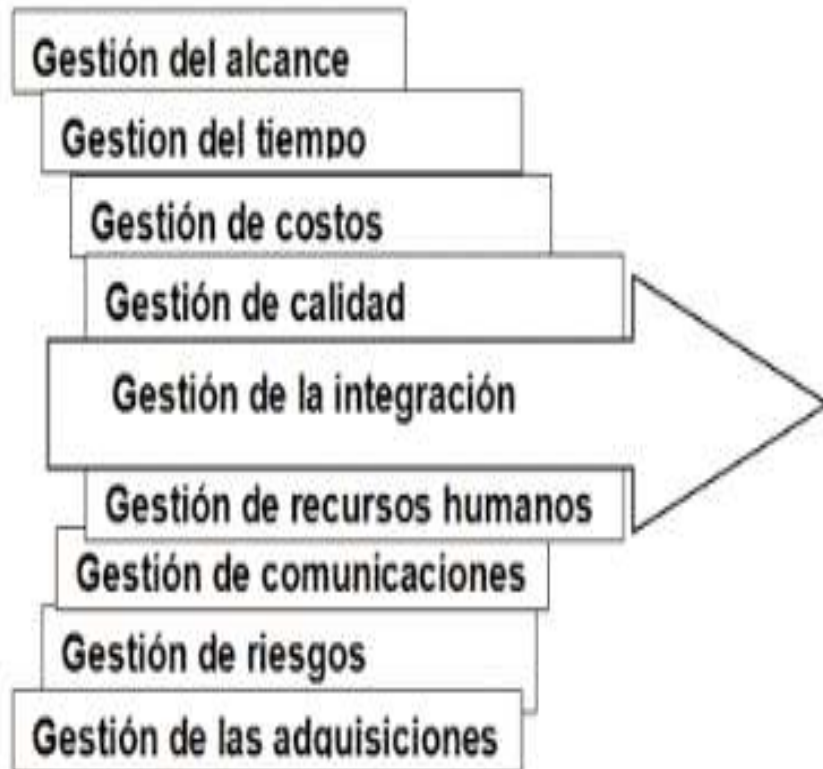 Gestión del alcance
Gestion del tiempo
Gestión de costos
Gestión de calidad
Gestión de la integración
Gestión de recursos humanos
Gestión de comunicaciones
Gestión de riesgos
Gestión de las adquisiciones